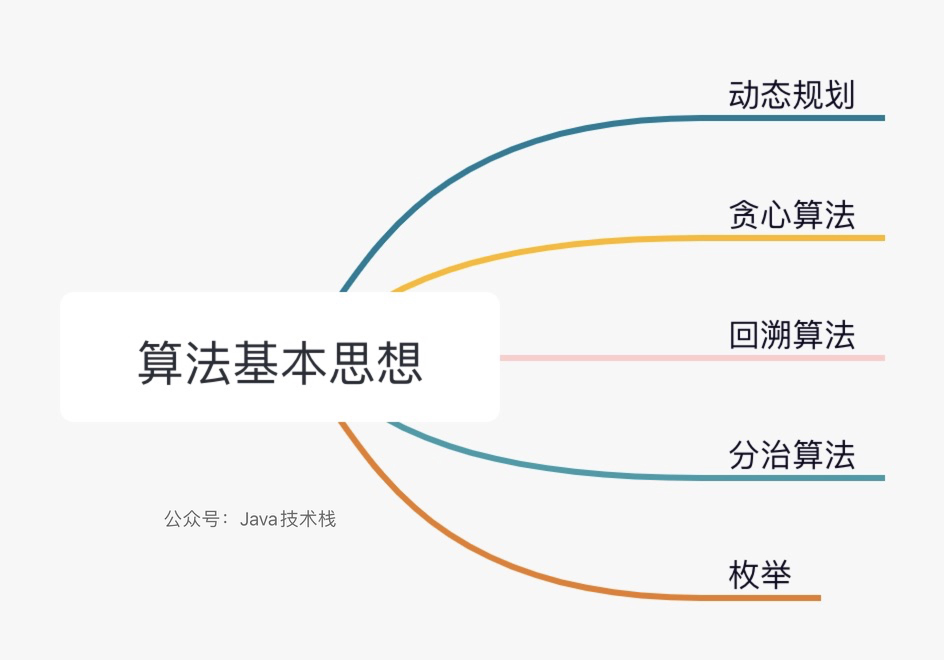 动态规划
贪心算法
回溯算法
算法基本思想
分治算法
公众号：Java技术栈
枚举